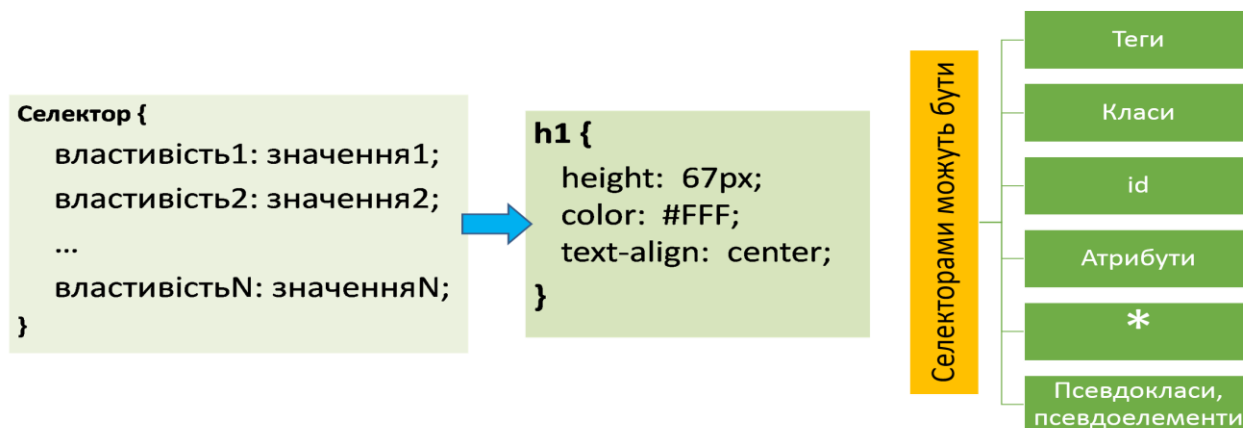 Селектор {
властивість1: значення1;
властивість2: значення2;
...
властивістьN: значенняN;
}
h1 {
height: 67px;
color: #FFF;
text-align: center;
}
Селекторами можуть бути
Теги
Класи
id
Атрибути
*
Псевдокласи,
псевдоелементи